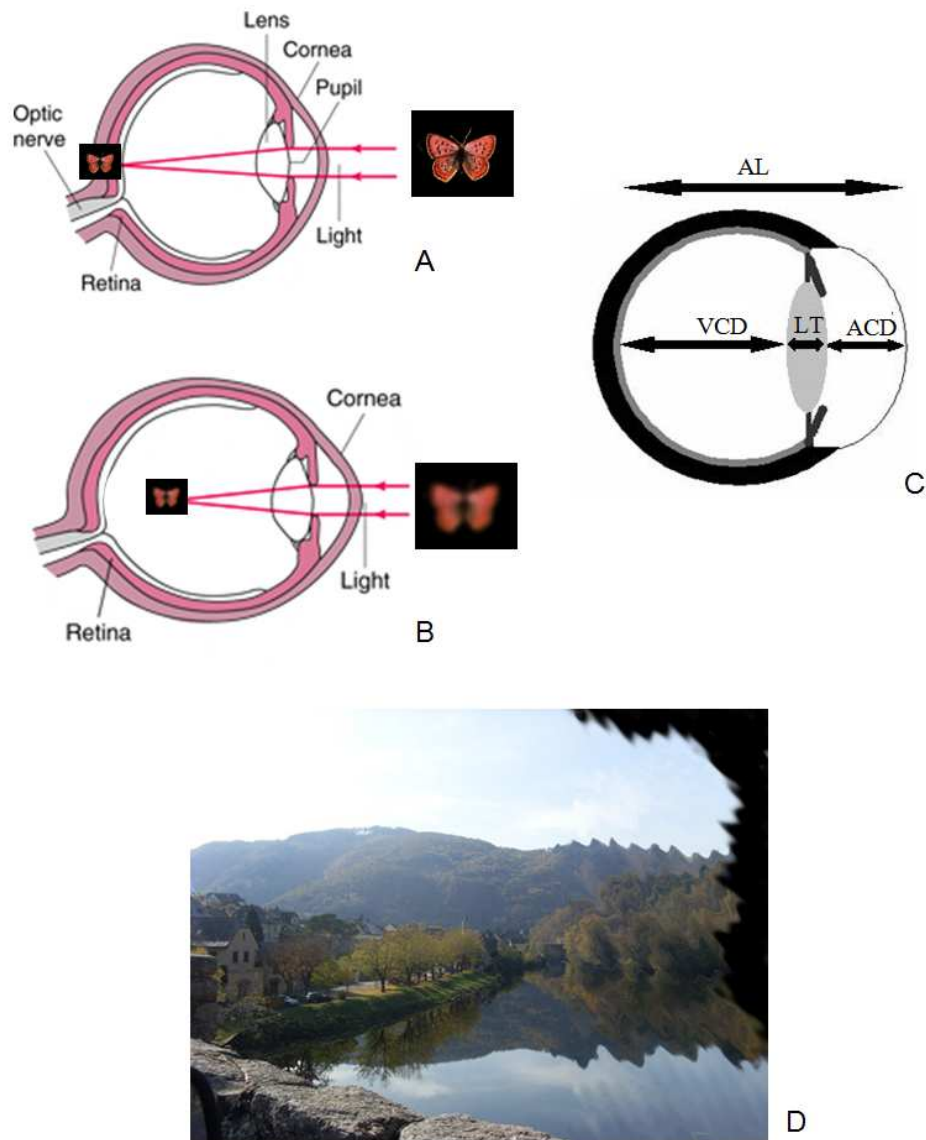 Lens
Cornea
Pupil
Optic
nerve
Light
Retina
A
Cornea
Light
Retina
B
AL
VCD
LT
ACD
C
D